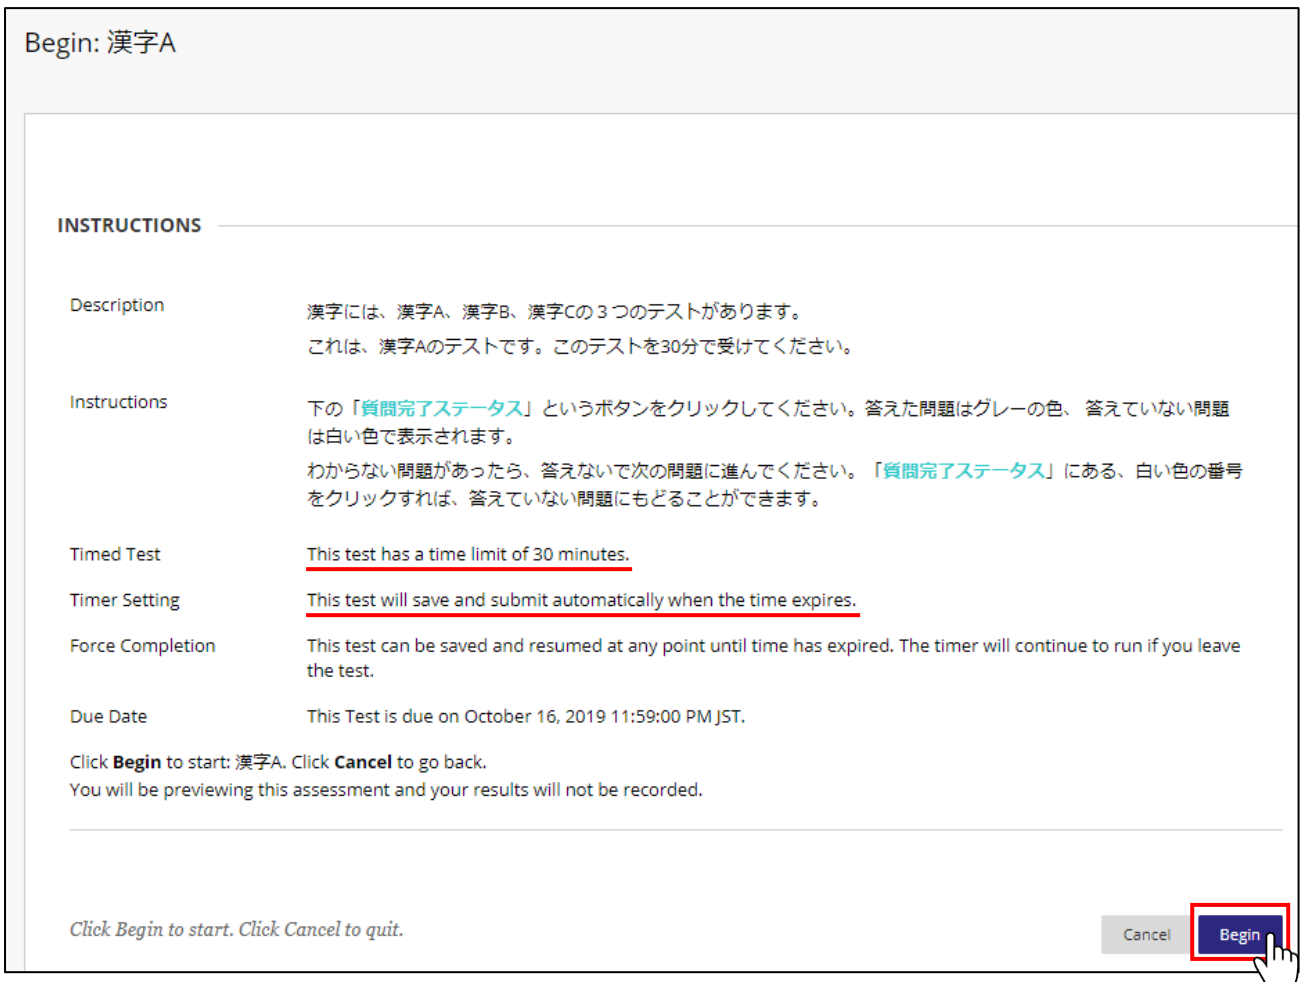 Begin: 漢字A
INSTRUCTIONS
Description
漢字には、漢字A、漢字B、漢字Cの３つのテストがあります。
これは、漢字Aのテストです。このテストを30分で受けてください。
Instructions
下の「質問完了ステータス」というボタンをクリックしてください。答えた問題はグレーの色、 答えていない問題
は白い色で表示されます。
わからない問題があったら、答えないで次の問題に進んでください。「質問完了ステータス」にある、白い色の番号
をクリックすれば、答えていない問題にもどることができます。
Timed Test
This test has a time limit of 30 minutes.
Timer Setting
This test will save and submit automatically when the time expires.
Force Completion
This test can be saved and resumed at any point until time has expired. The timer will continue to run if you leave
the test.
Due Date
This Test is due on October 16, 2019 11:59:00 PM JST.
Click Begin to start: 漢字A. Click Cancel to go back.
You will be previewing this assessment and your results will not be recorded.
Click Begin to start. Click Cancel to quit.
Cancel
Begin